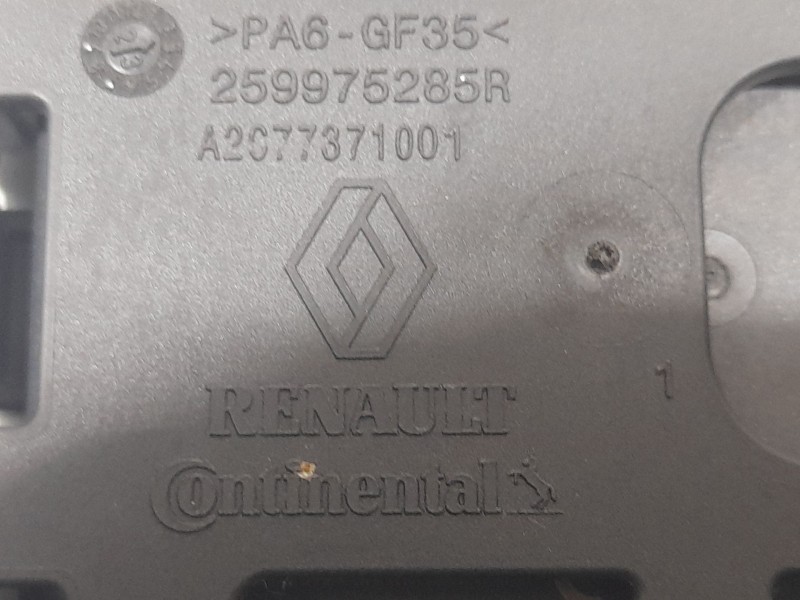 >PA6-GF35<
259975285R
A2C77371001
RENAULT
1
Continental